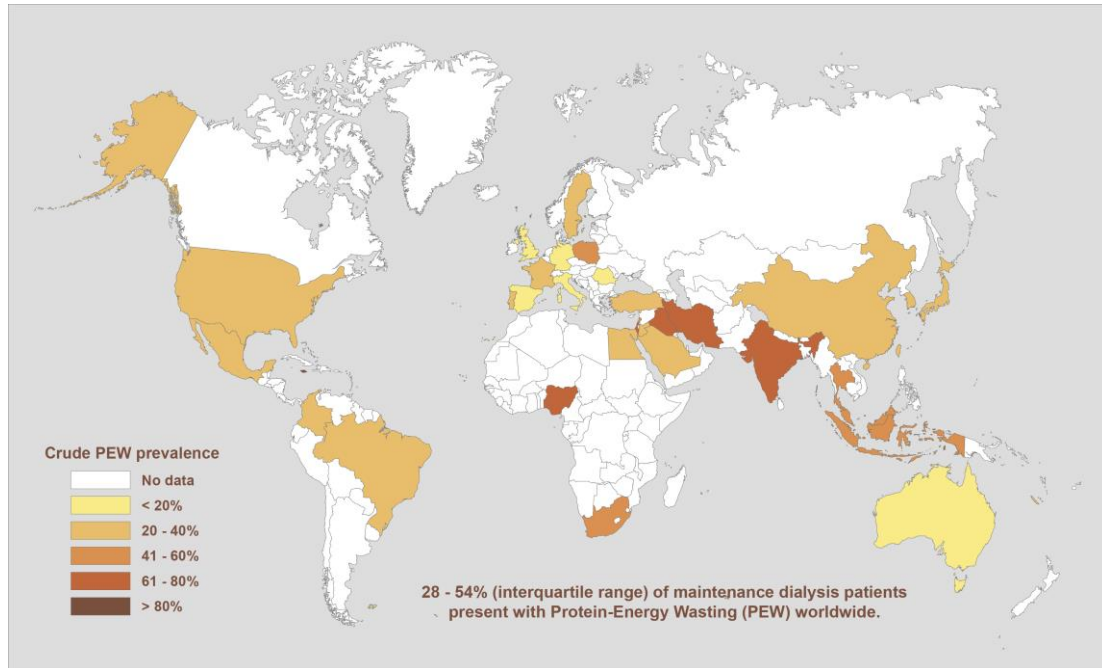 Crude PEW prevalence
No data
< 20%
20 - 40%
41 - 60%
61 - 80%
> 80%
28 - 54% (interquartile range) of maintenance dialysis patients
present with Protein-Energy Wasting (PEW) worldwide.